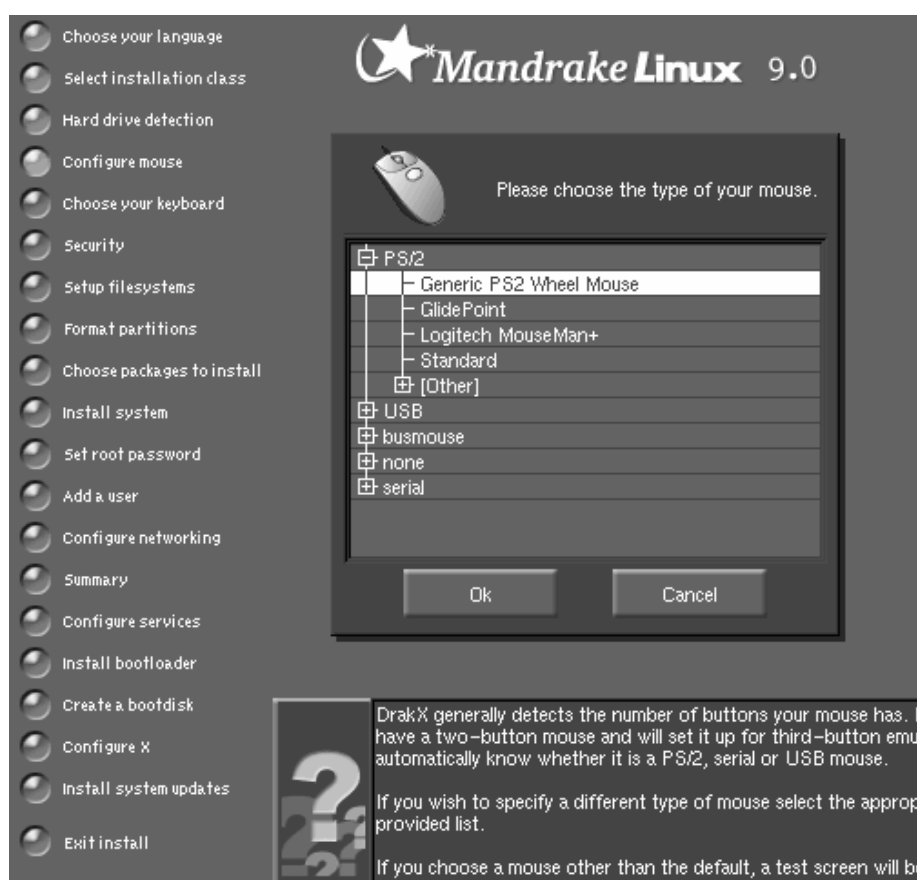 Choose your language
Select installation class
Hard drive detection
Configure mouse
Choose your keyboard
Security
Setup filesystems
Format partitions
Choose packages to install
Install system
Set root password
Add a user
Configure networking
Summary
Configure services
Install bootloader
Create a bootdisk
Configure X
Install system updates
Exit install
Mandrake Linux 9.0
Please choose the type of your mouse.
PS/2
Generic PS2 Wheel Mouse
GlidePoint
Logitech MouseMan+
Standard
[Other]
USB
busmouse
none
serial
Ok
Cancel
DrakX generally detects the number of buttons your mouse has.
have a two-button mouse and will set it up for third-button emu
automatically know whether it is a PS/2, serial or USB mouse.
If you wish to specify a different type of mouse select the approp
provided list.
If you choose a mouse other than the default, a test screen will b